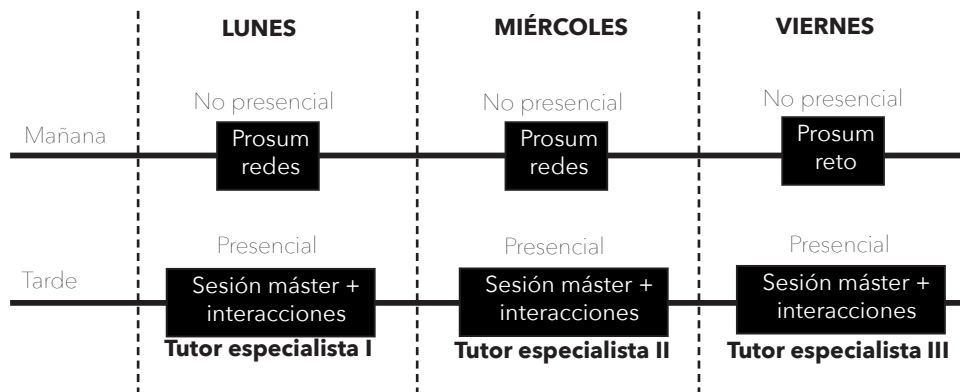 LUNES
MIÉRCOLES
VIERNES
No presencial
No presencial
No presencial
Mañana
Prosum
redes
Prosum
redes
Prosum
reto
Presencial
Presencial
Presencial
Tarde
Sesión máster +
interacciones
Sesión máster +
interacciones
Sesión máster +
interacciones
Tutor especialista I
Tutor especialista II
Tutor especialista III